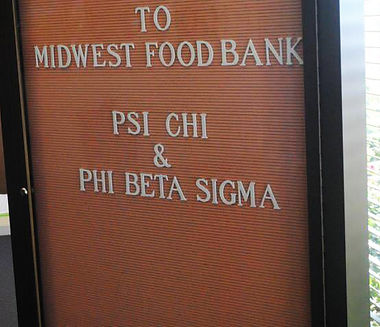 TO
MIDWEST FOOD BANK
PSI CHI
&
PHI BETA SIGMA